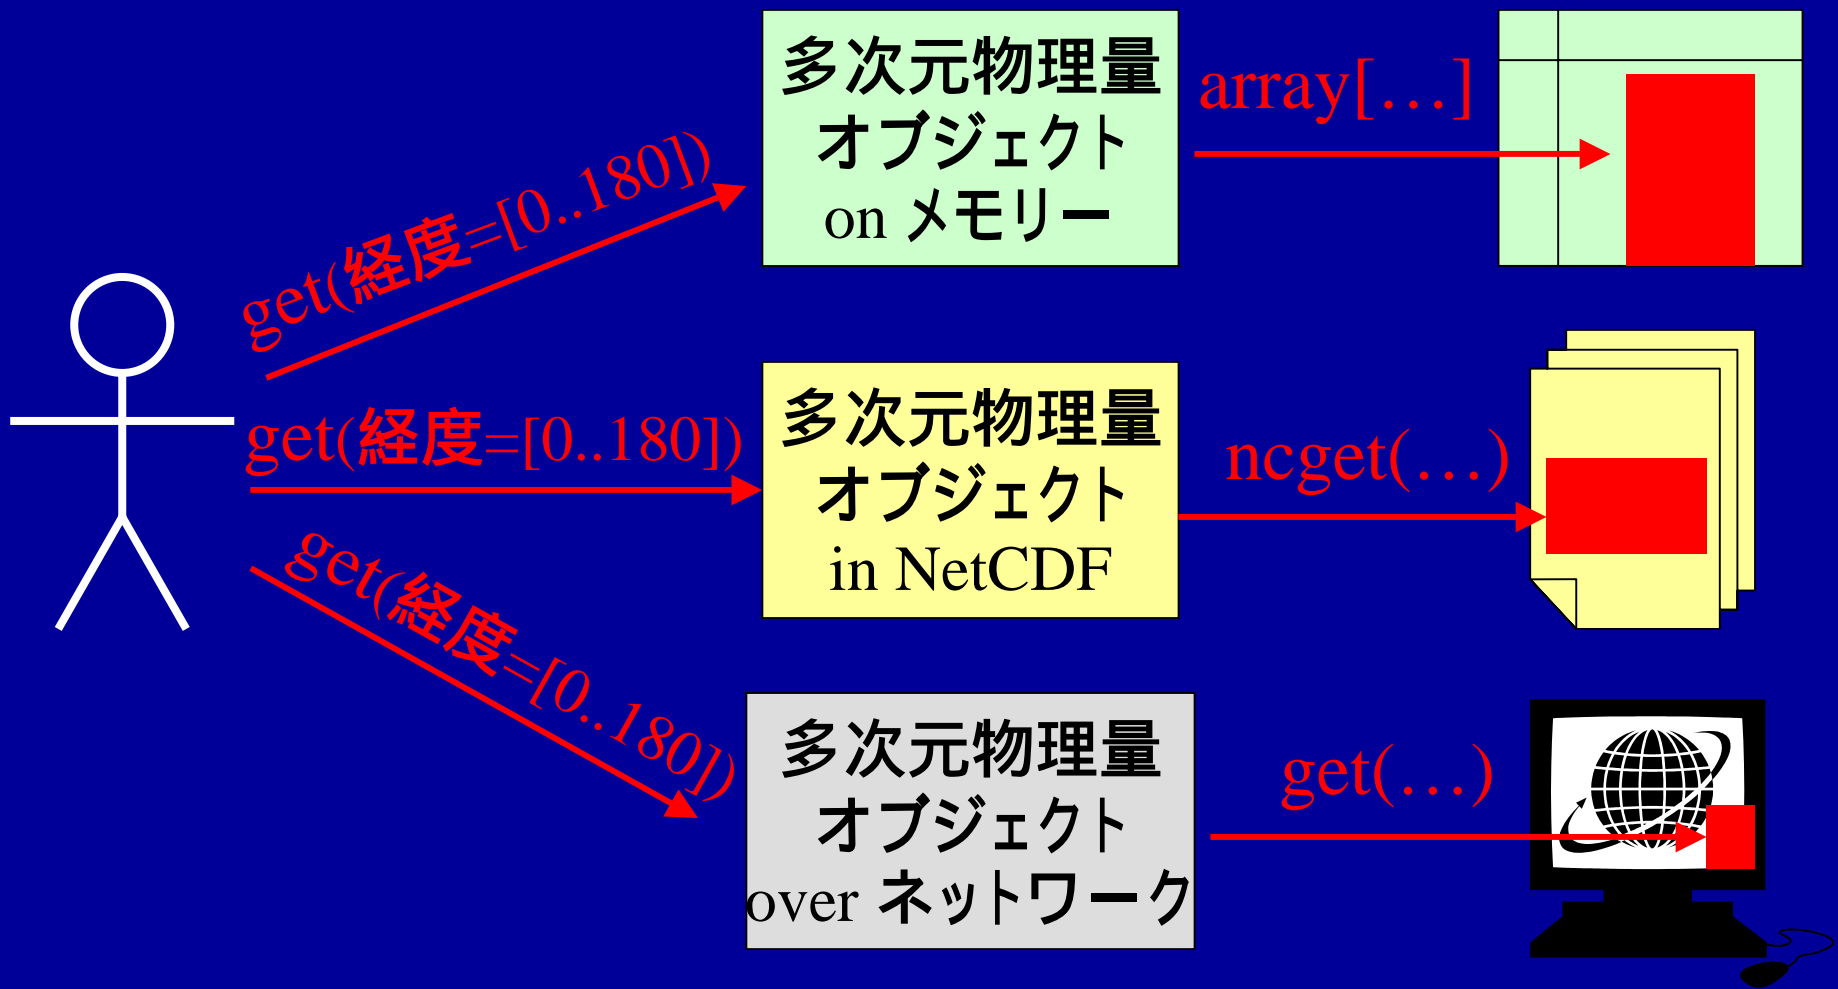 get(経度=[0..180])
多次元物理量
オブジェクト
on メモリー
array[…]
get(経度=[0..180])
多次元物理量
オブジェクト
in NetCDF
ncget(…)
get(経度=[0..180])
多次元物理量
オブジェクト
over ネットワーク
get(…)